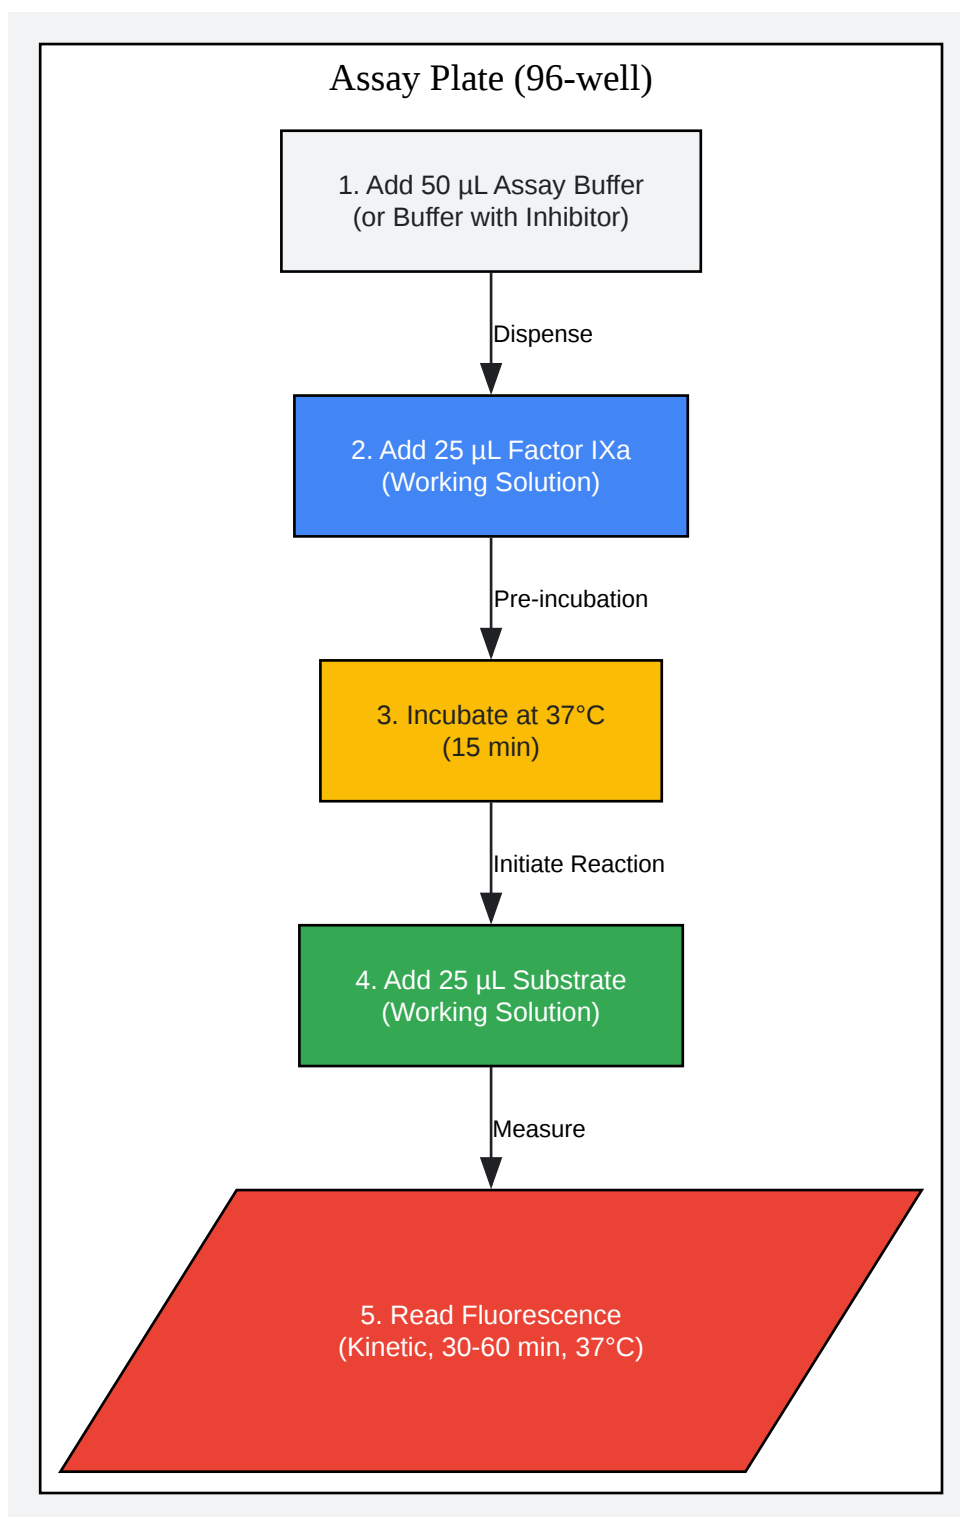 Assay Plate (96-well)
1. Add 50 µL Assay Buffer
(or Buffer with Inhibitor)
Dispense
2. Add 25 µL Factor IXa
(Working Solution)
Pre-incubation
3. Incubate at 37°C
(15 min)
Initiate Reaction
4. Add 25 µL Substrate
(Working Solution)
Measure
5. Read Fluorescence
(Kinetic, 30-60 min, 37°C)